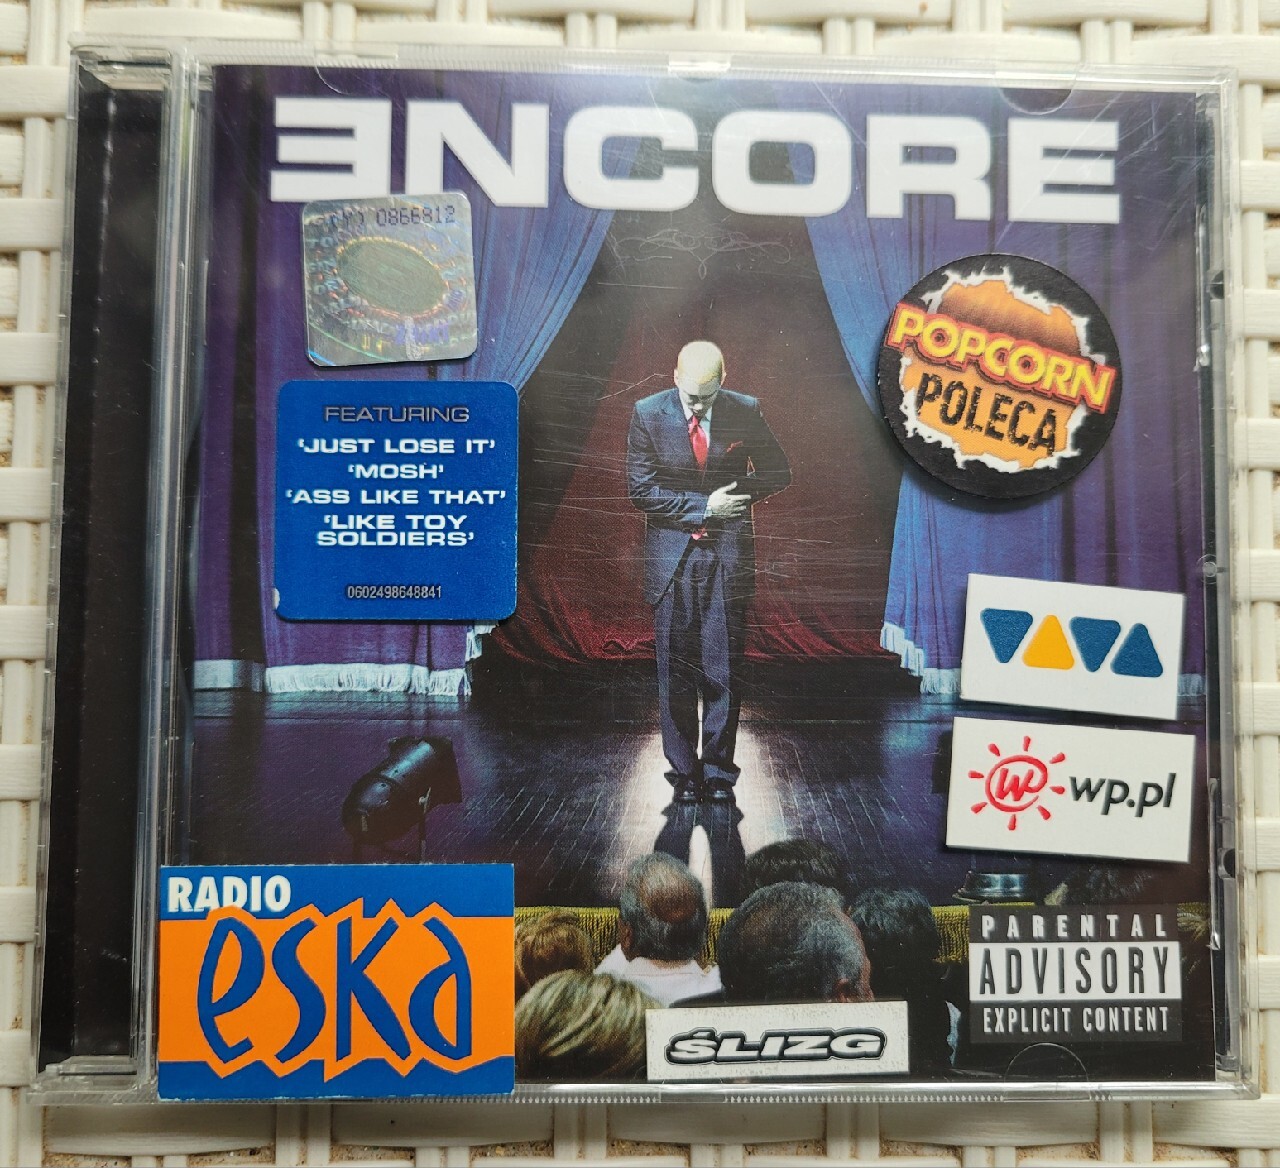 ƎNCORE
0866812
FEATURING
'JUST LOSE IT'
'MOSH'
'ASS LIKE THAT'
'LIKE TOY
SOLDIERS'
0602498648841
POPCORN
POLECA
VIVA
wp.pl
RADIO
esKa
PARENTAL
ADVISORY
EXPLICIT CONTENT
ŚLIZG